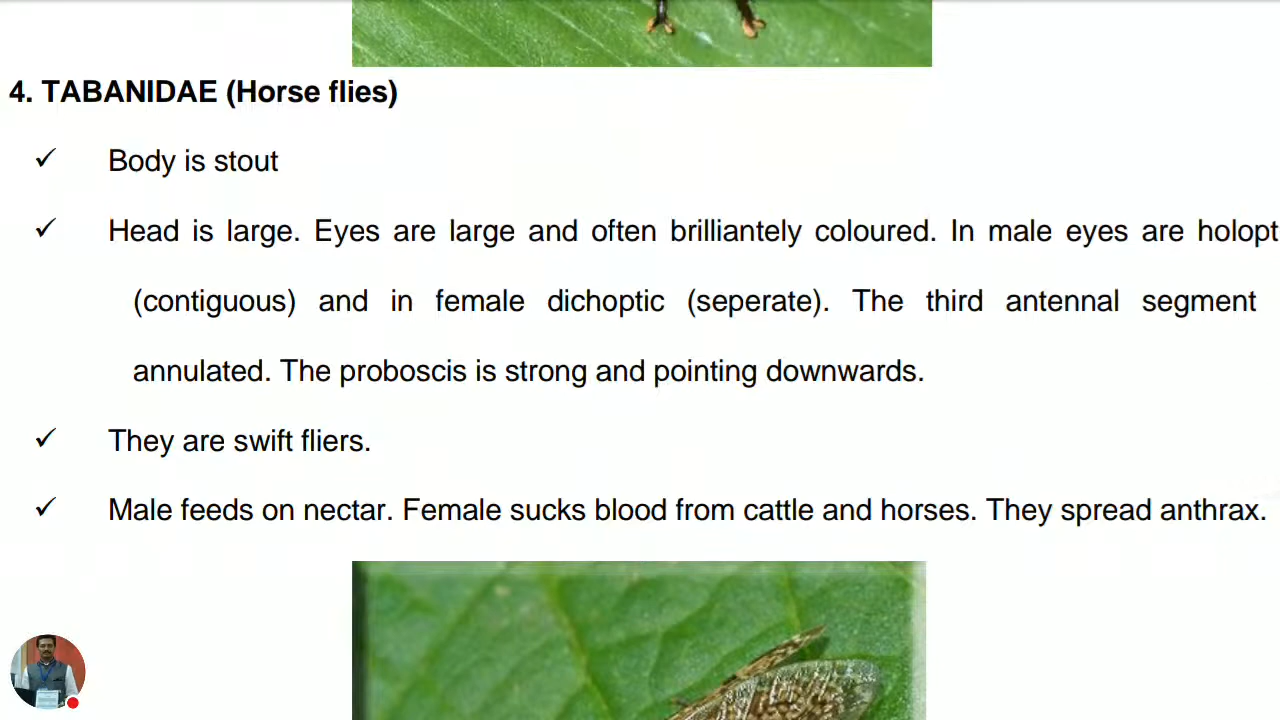 4. TABANIDAE (Horse flies)
✓ Body is stout
✓ Head is large. Eyes are large and often brilliantely coloured. In male eyes are holopt
(contiguous) and in female dichoptic (seperate). The third antennal segment
annulated. The proboscis is strong and pointing downwards.
✓ They are swift fliers.
✓ Male feeds on nectar. Female sucks blood from cattle and horses. They spread anthrax.